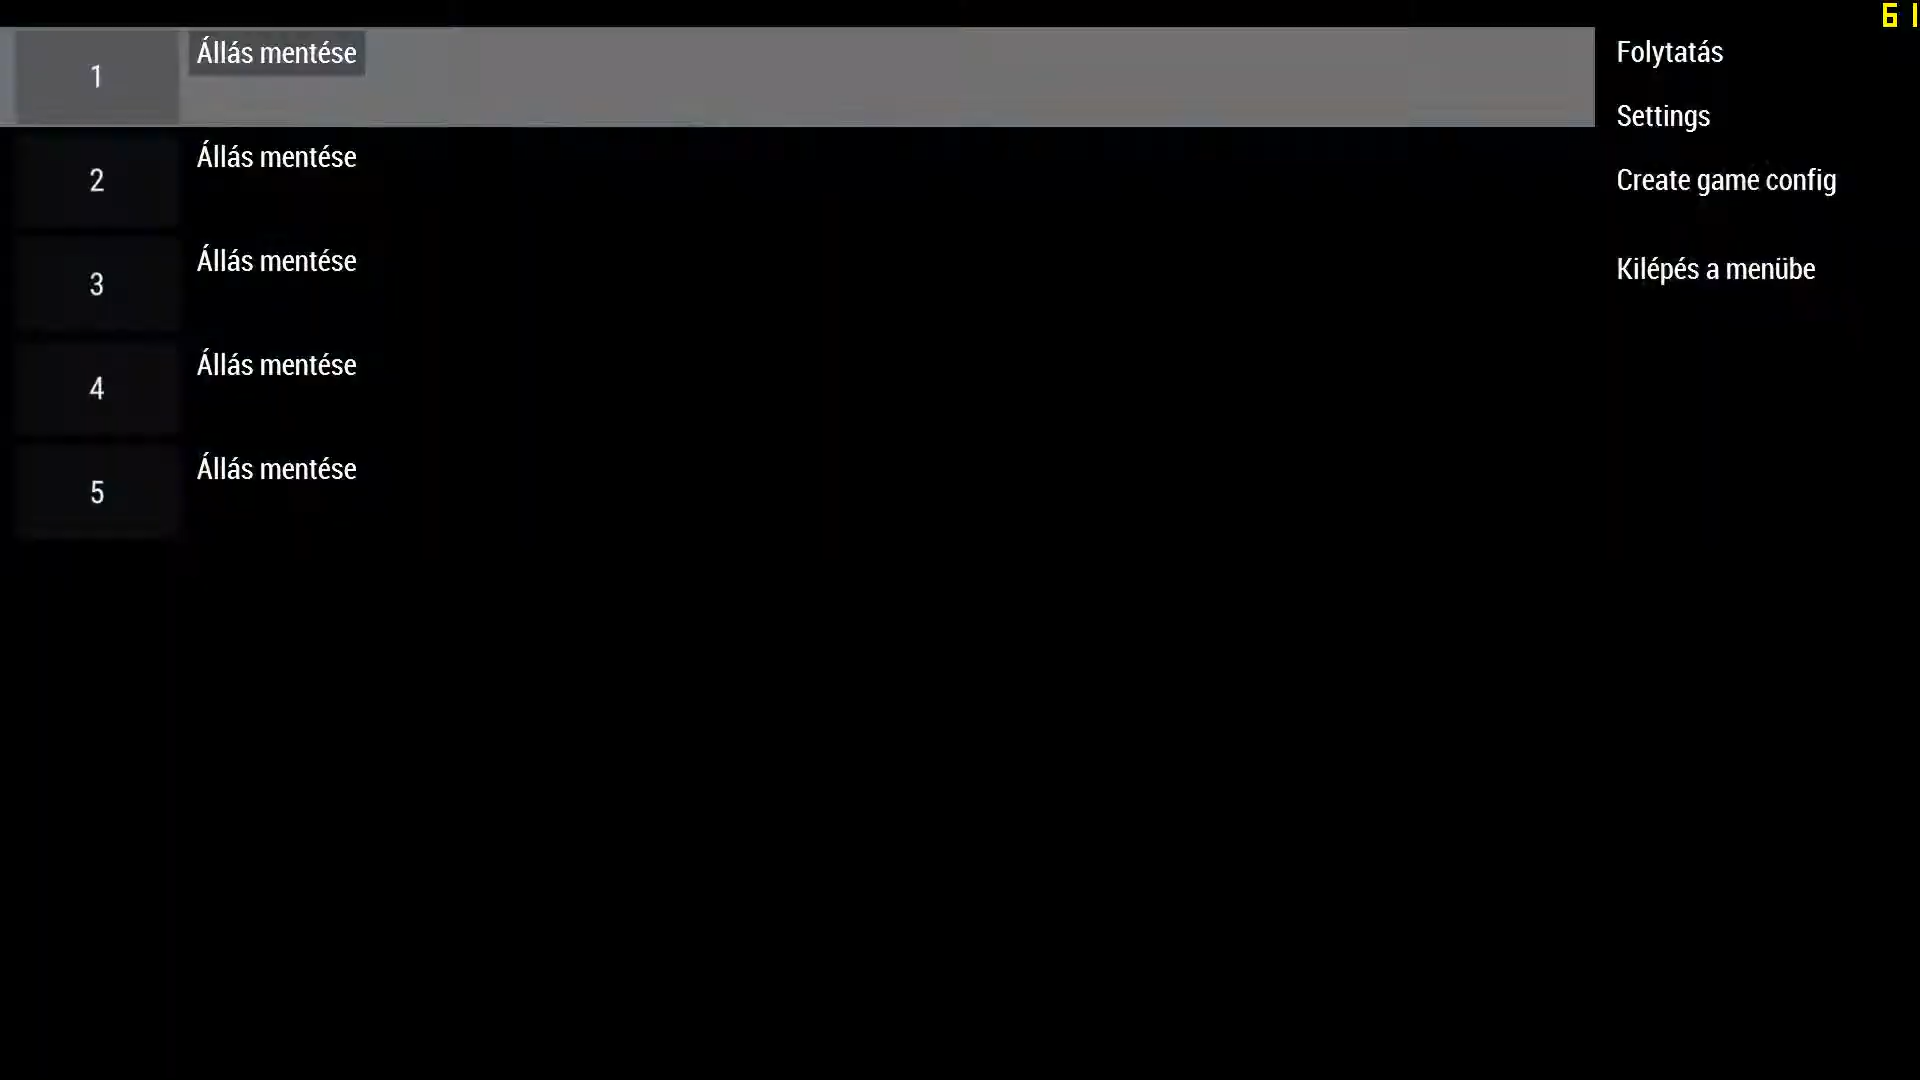 61
1
Állás mentése
2
Állás mentése
3
Állás mentése
4
Állás mentése
5
Állás mentése
Folytatás
Settings
Create game config
Kilépés a menübe